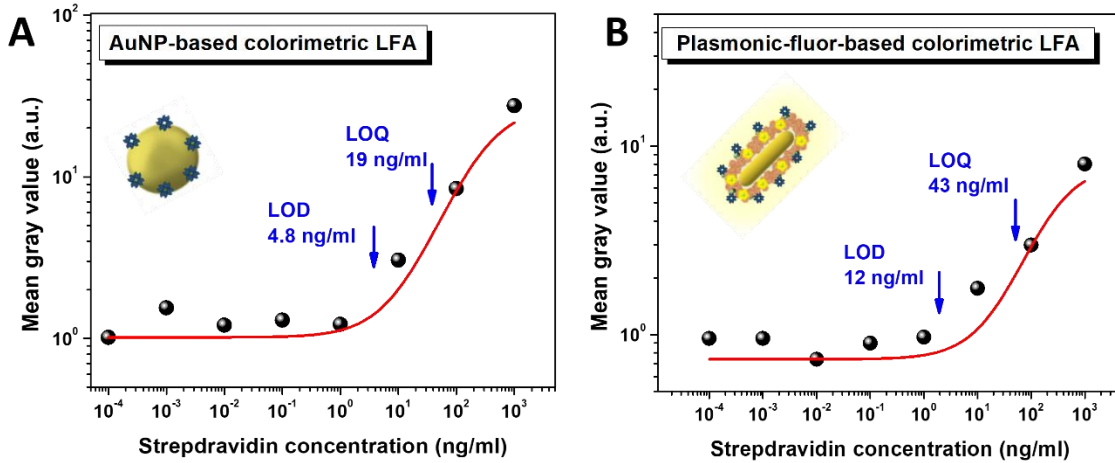 A
AuNP-based colorimetric LFA
Mean gray value (a.u.)
10²
10¹
10⁰
LOQ
19 ng/ml
LOD
4.8 ng/ml
10⁻⁴ 10⁻³ 10⁻² 10⁻¹ 10⁰ 10¹ 10² 10³
Strepdravidin concentration (ng/ml)
B
Plasmonic-fluor-based colorimetric LFA
Mean gray value (a.u.)
10¹
10⁰
LOQ
43 ng/ml
LOD
12 ng/ml
10⁻⁴ 10⁻³ 10⁻² 10⁻¹ 10⁰ 10¹ 10² 10³
Strepdravidin concentration (ng/ml)